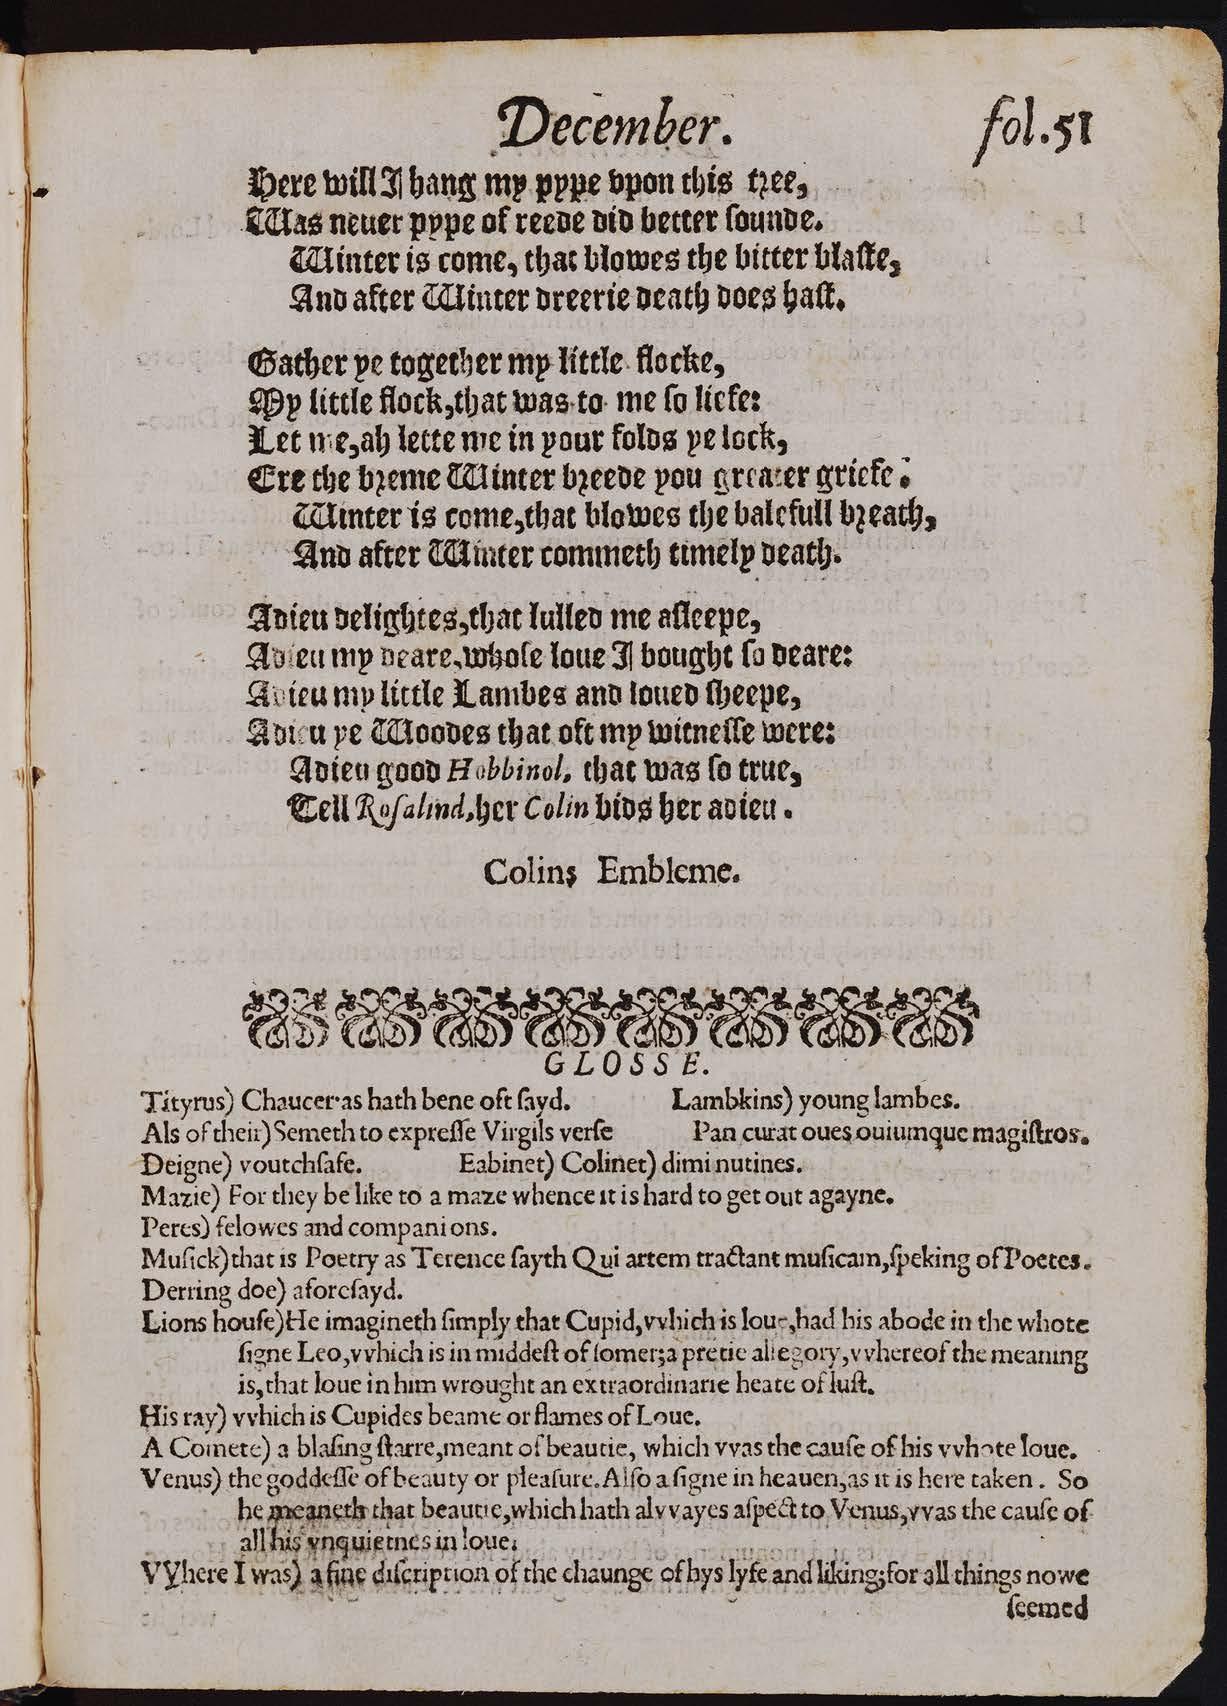 December.
fol.51
Here will I hang my pype vpon this tree,
Was neuer pype of reede did better ſounde.
Winter is come, that blowes the bitter blaſte,
And after Winter dreerie death does haſt.
Gather ye together my little flocke,
My little flock,that was to me ſo liefe:
Let me,ah lette me in your folds ye lock,
Ere the breme Winter breede you greater griefe.
Winter is come,that blowes the balefull breath,
And after Winter commeth timely death.
Adieu delightes,that lulled me aſleepe,
Adieu my deare,whoſe loue I bought ſo deare:
Adieu my little Lambes and loued ſheepe,
Adieu ye Woodes that oft my witneſſe were:
Adieu good Hobbinol, that was ſo true,
Tell Roſalind,her Colin bids her adieu.
Colins Embleme.
GLOSSE.
Tityrus) Chaucer:as hath bene oft ſayd. Lambkins) young lambes.
Als of their) Semeth to expreſſe Virgils verſe Pan curat oues ouiumque magiſtros.
Deigne) voutchſafe. Eabinet) Colinet) diminutines.
Mazie) For they be like to a maze whence it is hard to get out agayne.
Peres) felowes and companions.
Muſick) that is Poetry as Terence ſayth Qui artem tractant muſicam,ſpeking of Poetes.
Derring doe) aforeſayd.
Lions houſe)He imagineth ſimply that Cupid,vvhich is loue,had his abode in the whote
ſigne Leo,vvhich is in middeſt of ſomer;a pretie allegory,vvhereof the meaning
is,that loue in him wrought an extraordinarie heate of luſt.
His ray) vvhich is Cupides beame or flames of Loue.
A Comete) a blaſing ſtarre,meant of beautie, which vvas the cauſe of his vvhote loue.
Venus) the goddeſſe of beauty or pleaſure.Alſo a ſigne in heauen,as it is here taken. So
he meaneth that beautie,which hath alvvayes aſpect to Venus,vvas the cauſe of
all his vnquietnes in loue.
VVhere I was) a fine diſcription of the chaunge of hys lyfe and liking;for all things nowe
ſeemed